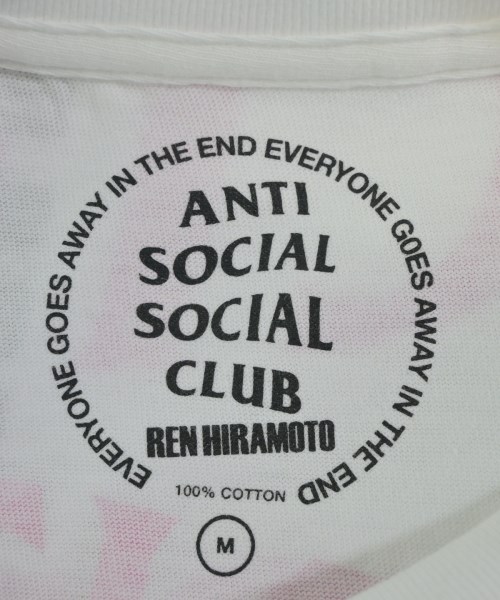 EVERYONE GOES AWAY IN THE END EVERYONE GOES AWAY IN THE END
ANTI
SOCIAL
SOCIAL
CLUB
REN HIRAMOTO
100% COTTON
M